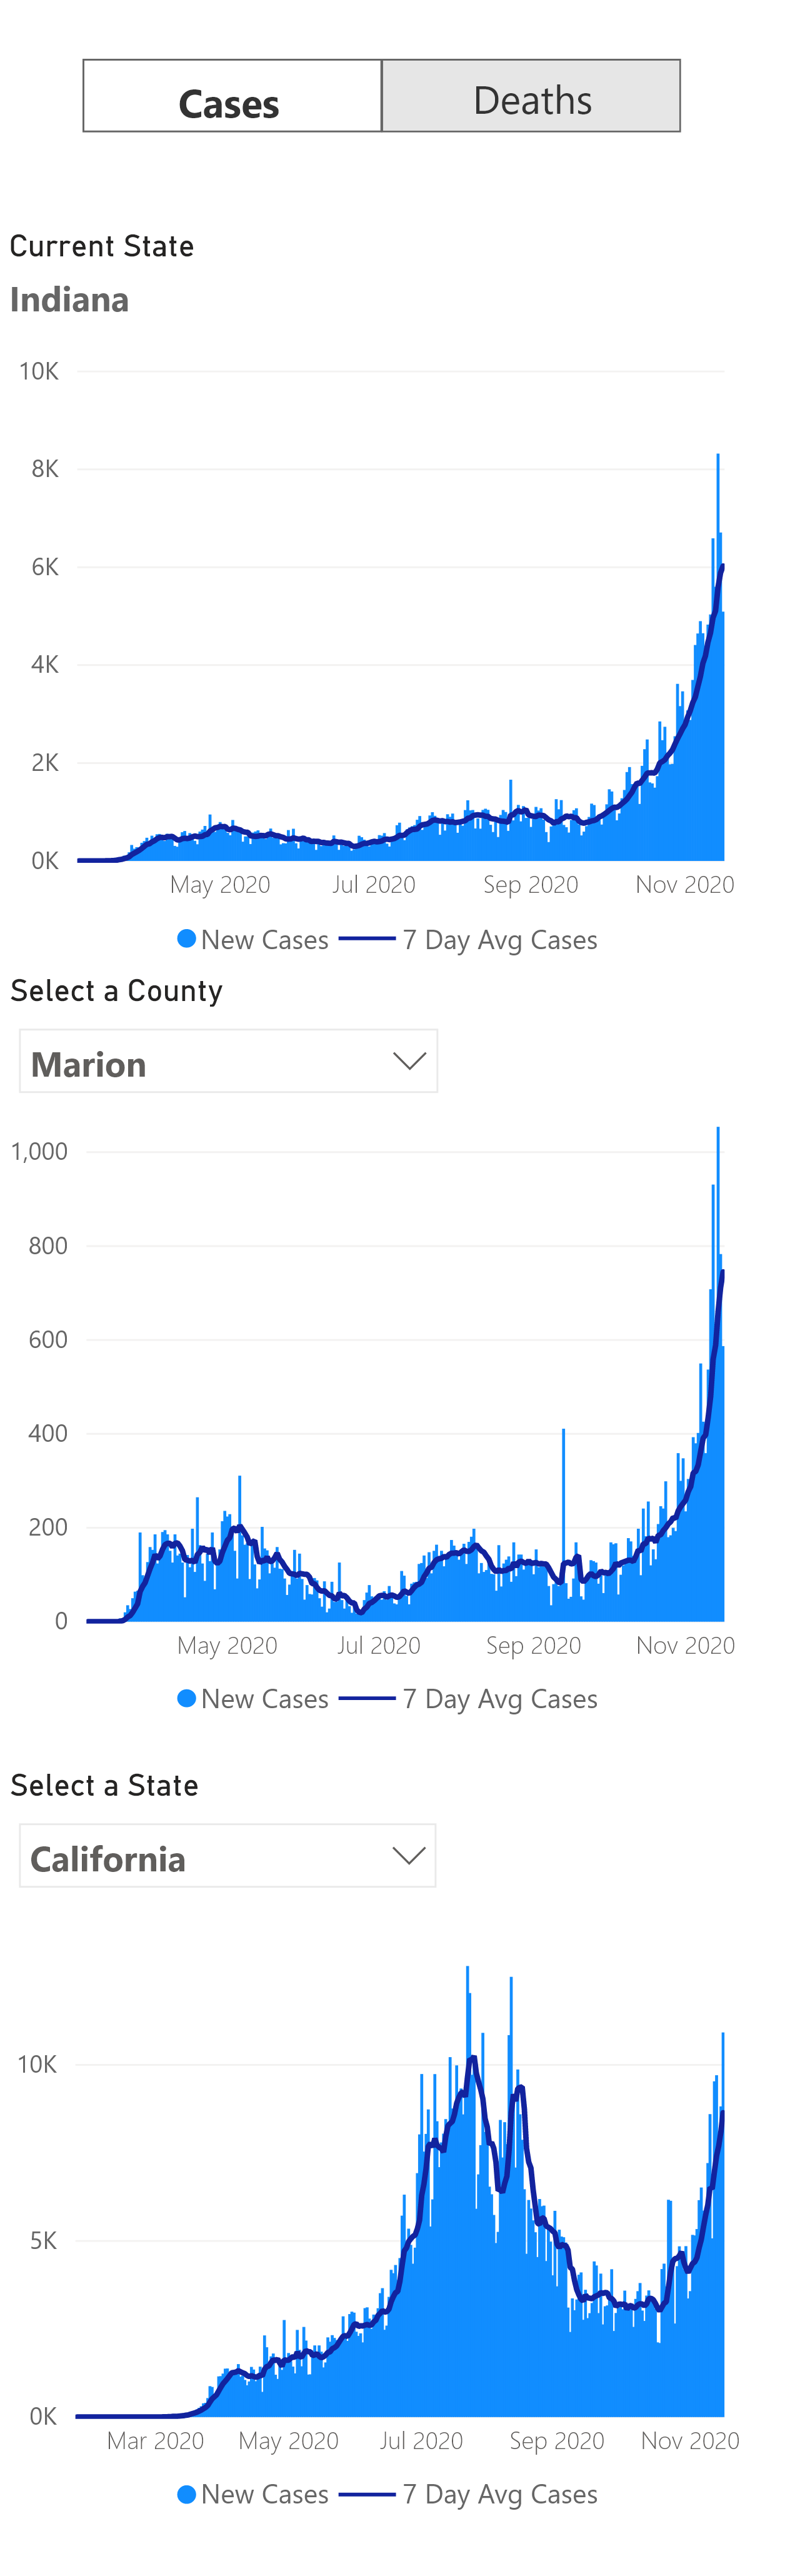 Cases Deaths
Current State
Indiana
10K
8K
6K
4K
2K
0K
May 2020 Jul 2020 Sep 2020 Nov 2020
New Cases 7 Day Avg Cases
Select a County
Marion
1,000
800
600
400
200
0
May 2020 Jul 2020 Sep 2020 Nov 2020
New Cases 7 Day Avg Cases
Select a State
California
10K
5K
0K
Mar 2020 May 2020 Jul 2020 Sep 2020 Nov 2020
New Cases 7 Day Avg Cases